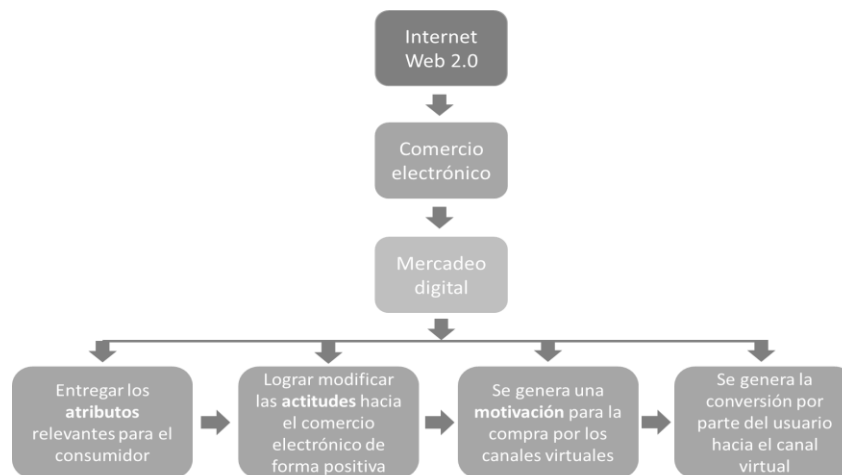 Internet
Web 2.0
Comercio
electrónico
Mercadeo
digital
Entregar los
atributos
relevantes para el
consumidor
Lograr modificar
las actitudes hacia
el comercio
electrónico de
forma positiva
Se genera una
motivación para la
compra por los
canales virtuales
Se genera la
conversión por
parte del usuario
hacia el canal
virtual